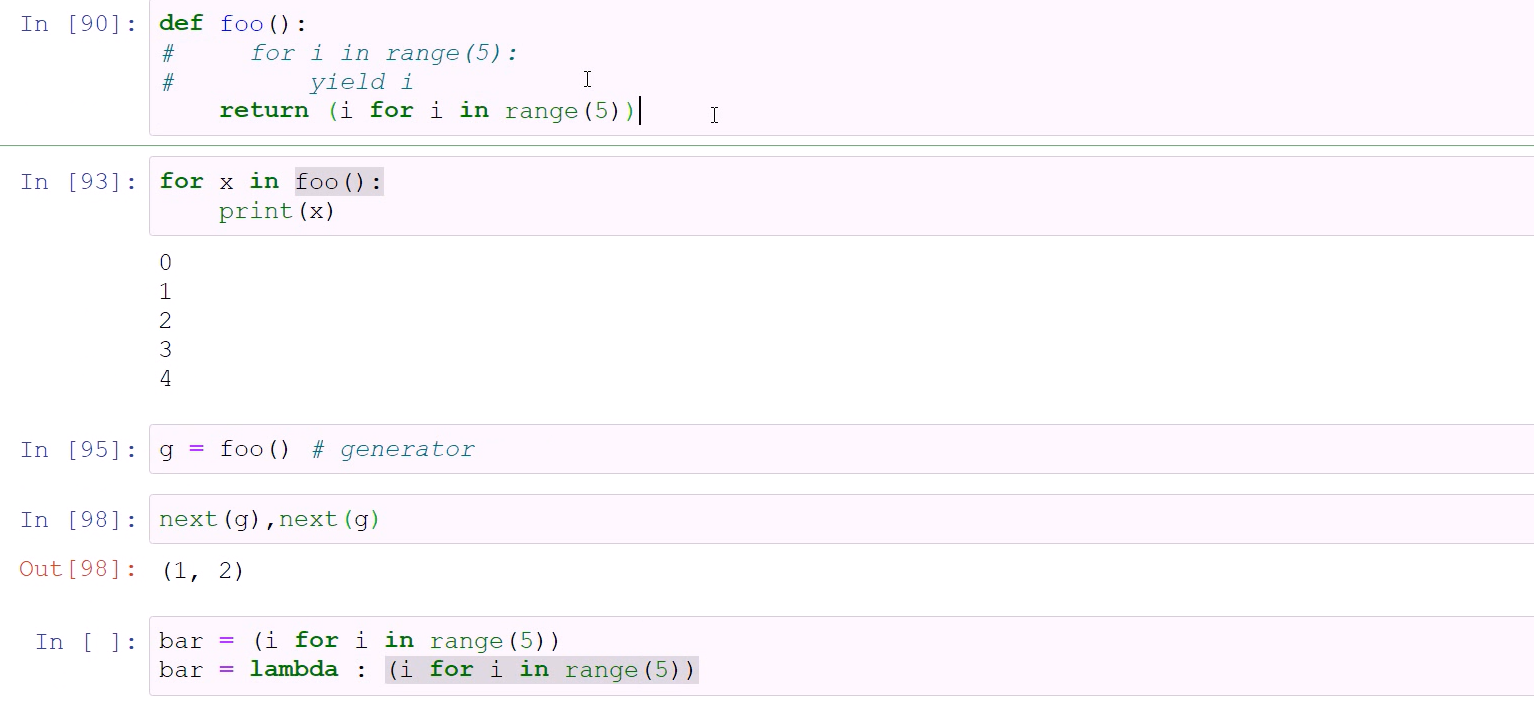 In [90]: def foo():
#     for i in range(5):
#         yield i
    return (i for i in range(5))
In [93]: for x in foo():
    print(x)
0
1
2
3
4
In [95]: g = foo() # generator
In [98]: next(g),next(g)
Out[98]: (1, 2)
In [ ]: bar = (i for i in range(5))
bar = lambda : (i for i in range(5))